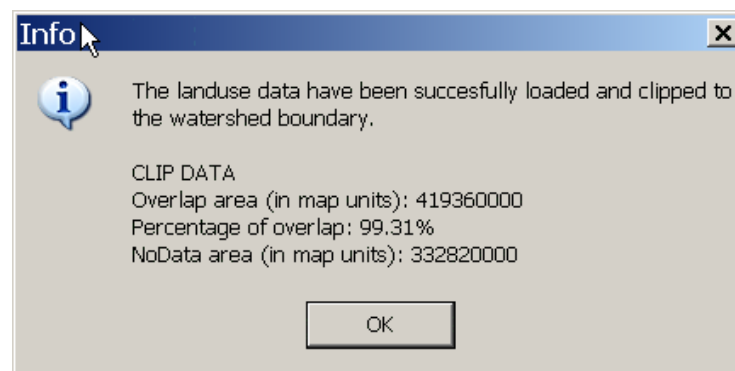 Info
The landuse data have been succesfully loaded and clipped to
the watershed boundary.
CLIP DATA
Overlap area (in map units): 419360000
Percentage of overlap: 99.31%
NoData area (in map units): 332820000
OK